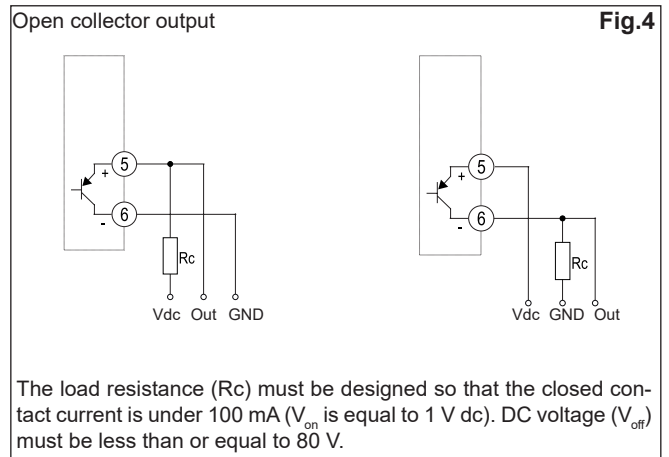 Open collector output Fig.4
5
+
6
-
Rc
Vdc Out GND
5
+
6
-
Rc
Vdc GND Out
The load resistance (Rc) must be designed so that the closed con-
tact current is under 100 mA (Von is equal to 1 V dc). DC voltage (Voff)
must be less than or equal to 80 V.